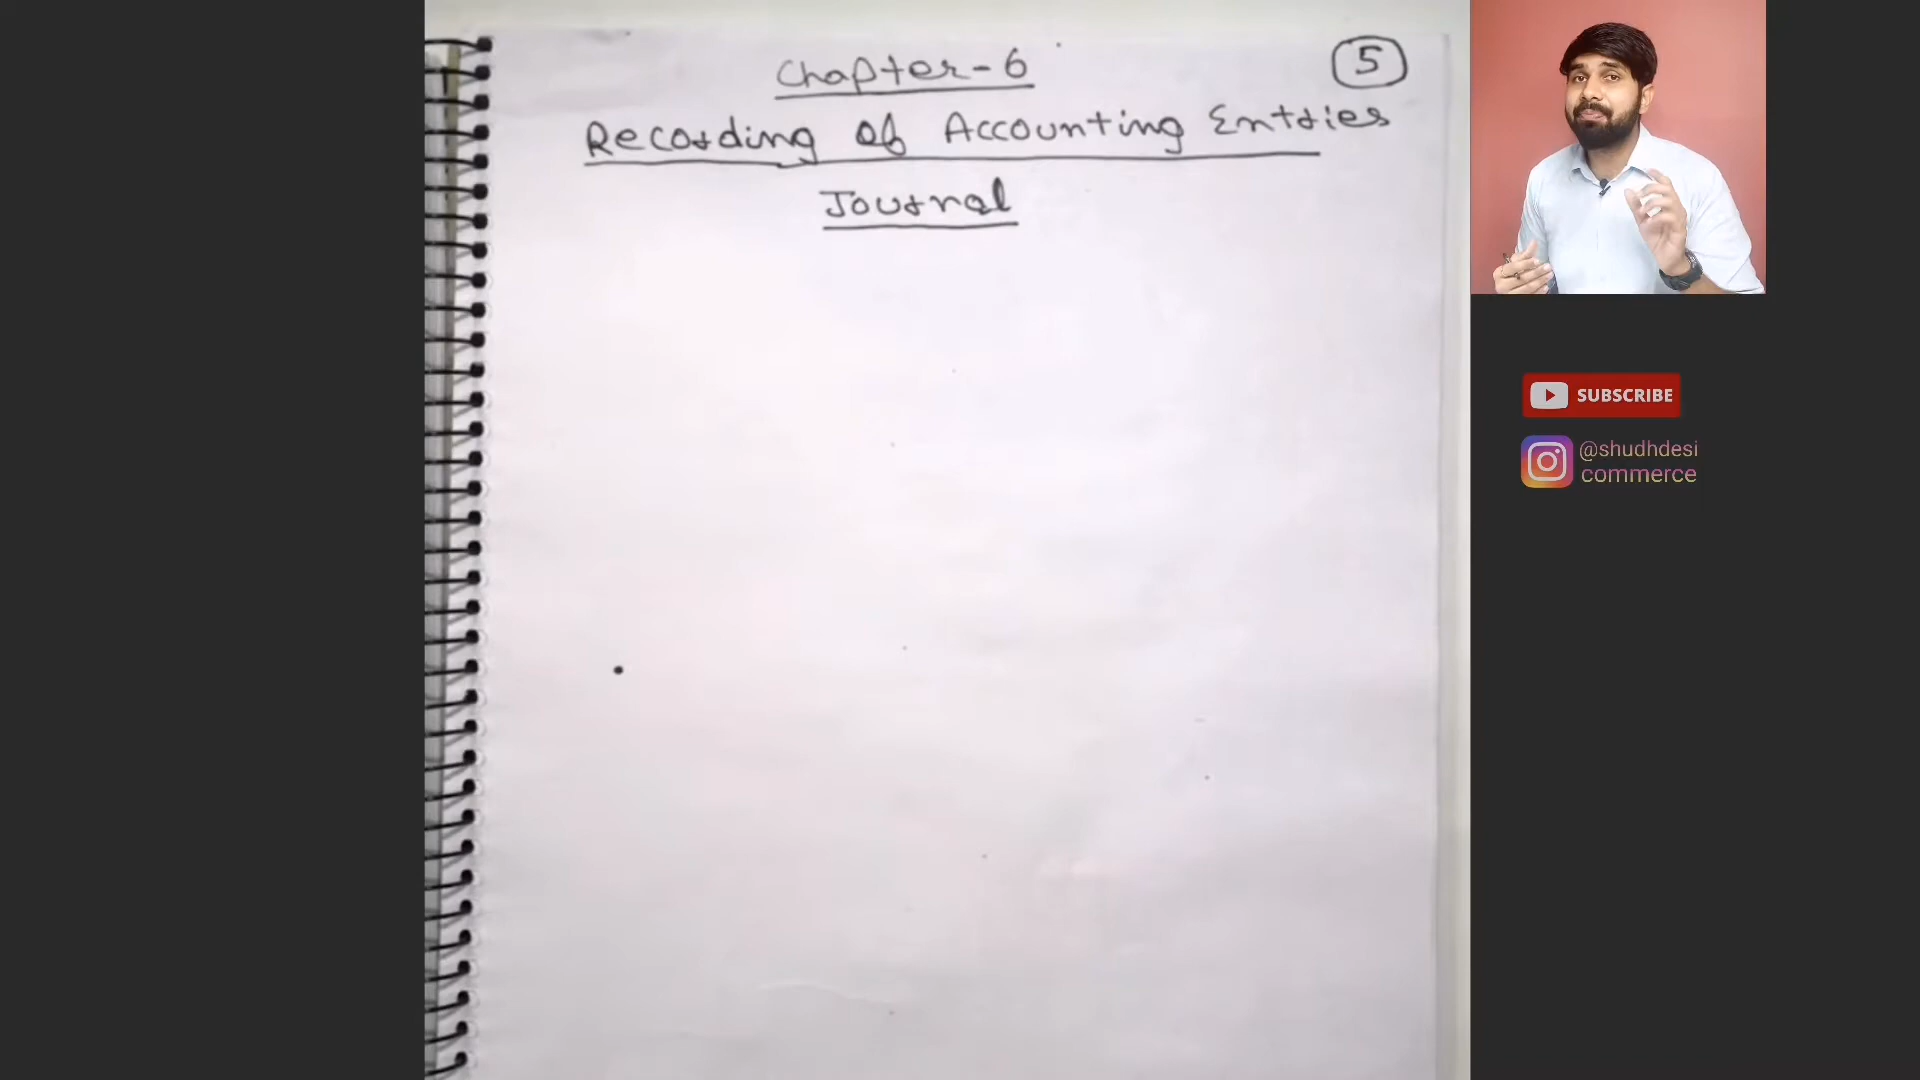 Chapter-6
5
Recording of Accounting Entries
Journal
SUBSCRIBE
@shudhdesi
commerce